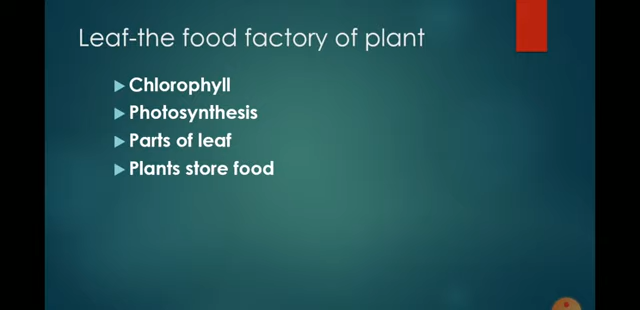 Leaf-the food factory of plant
Chlorophyll
Photosynthesis
Parts of leaf
Plants store food